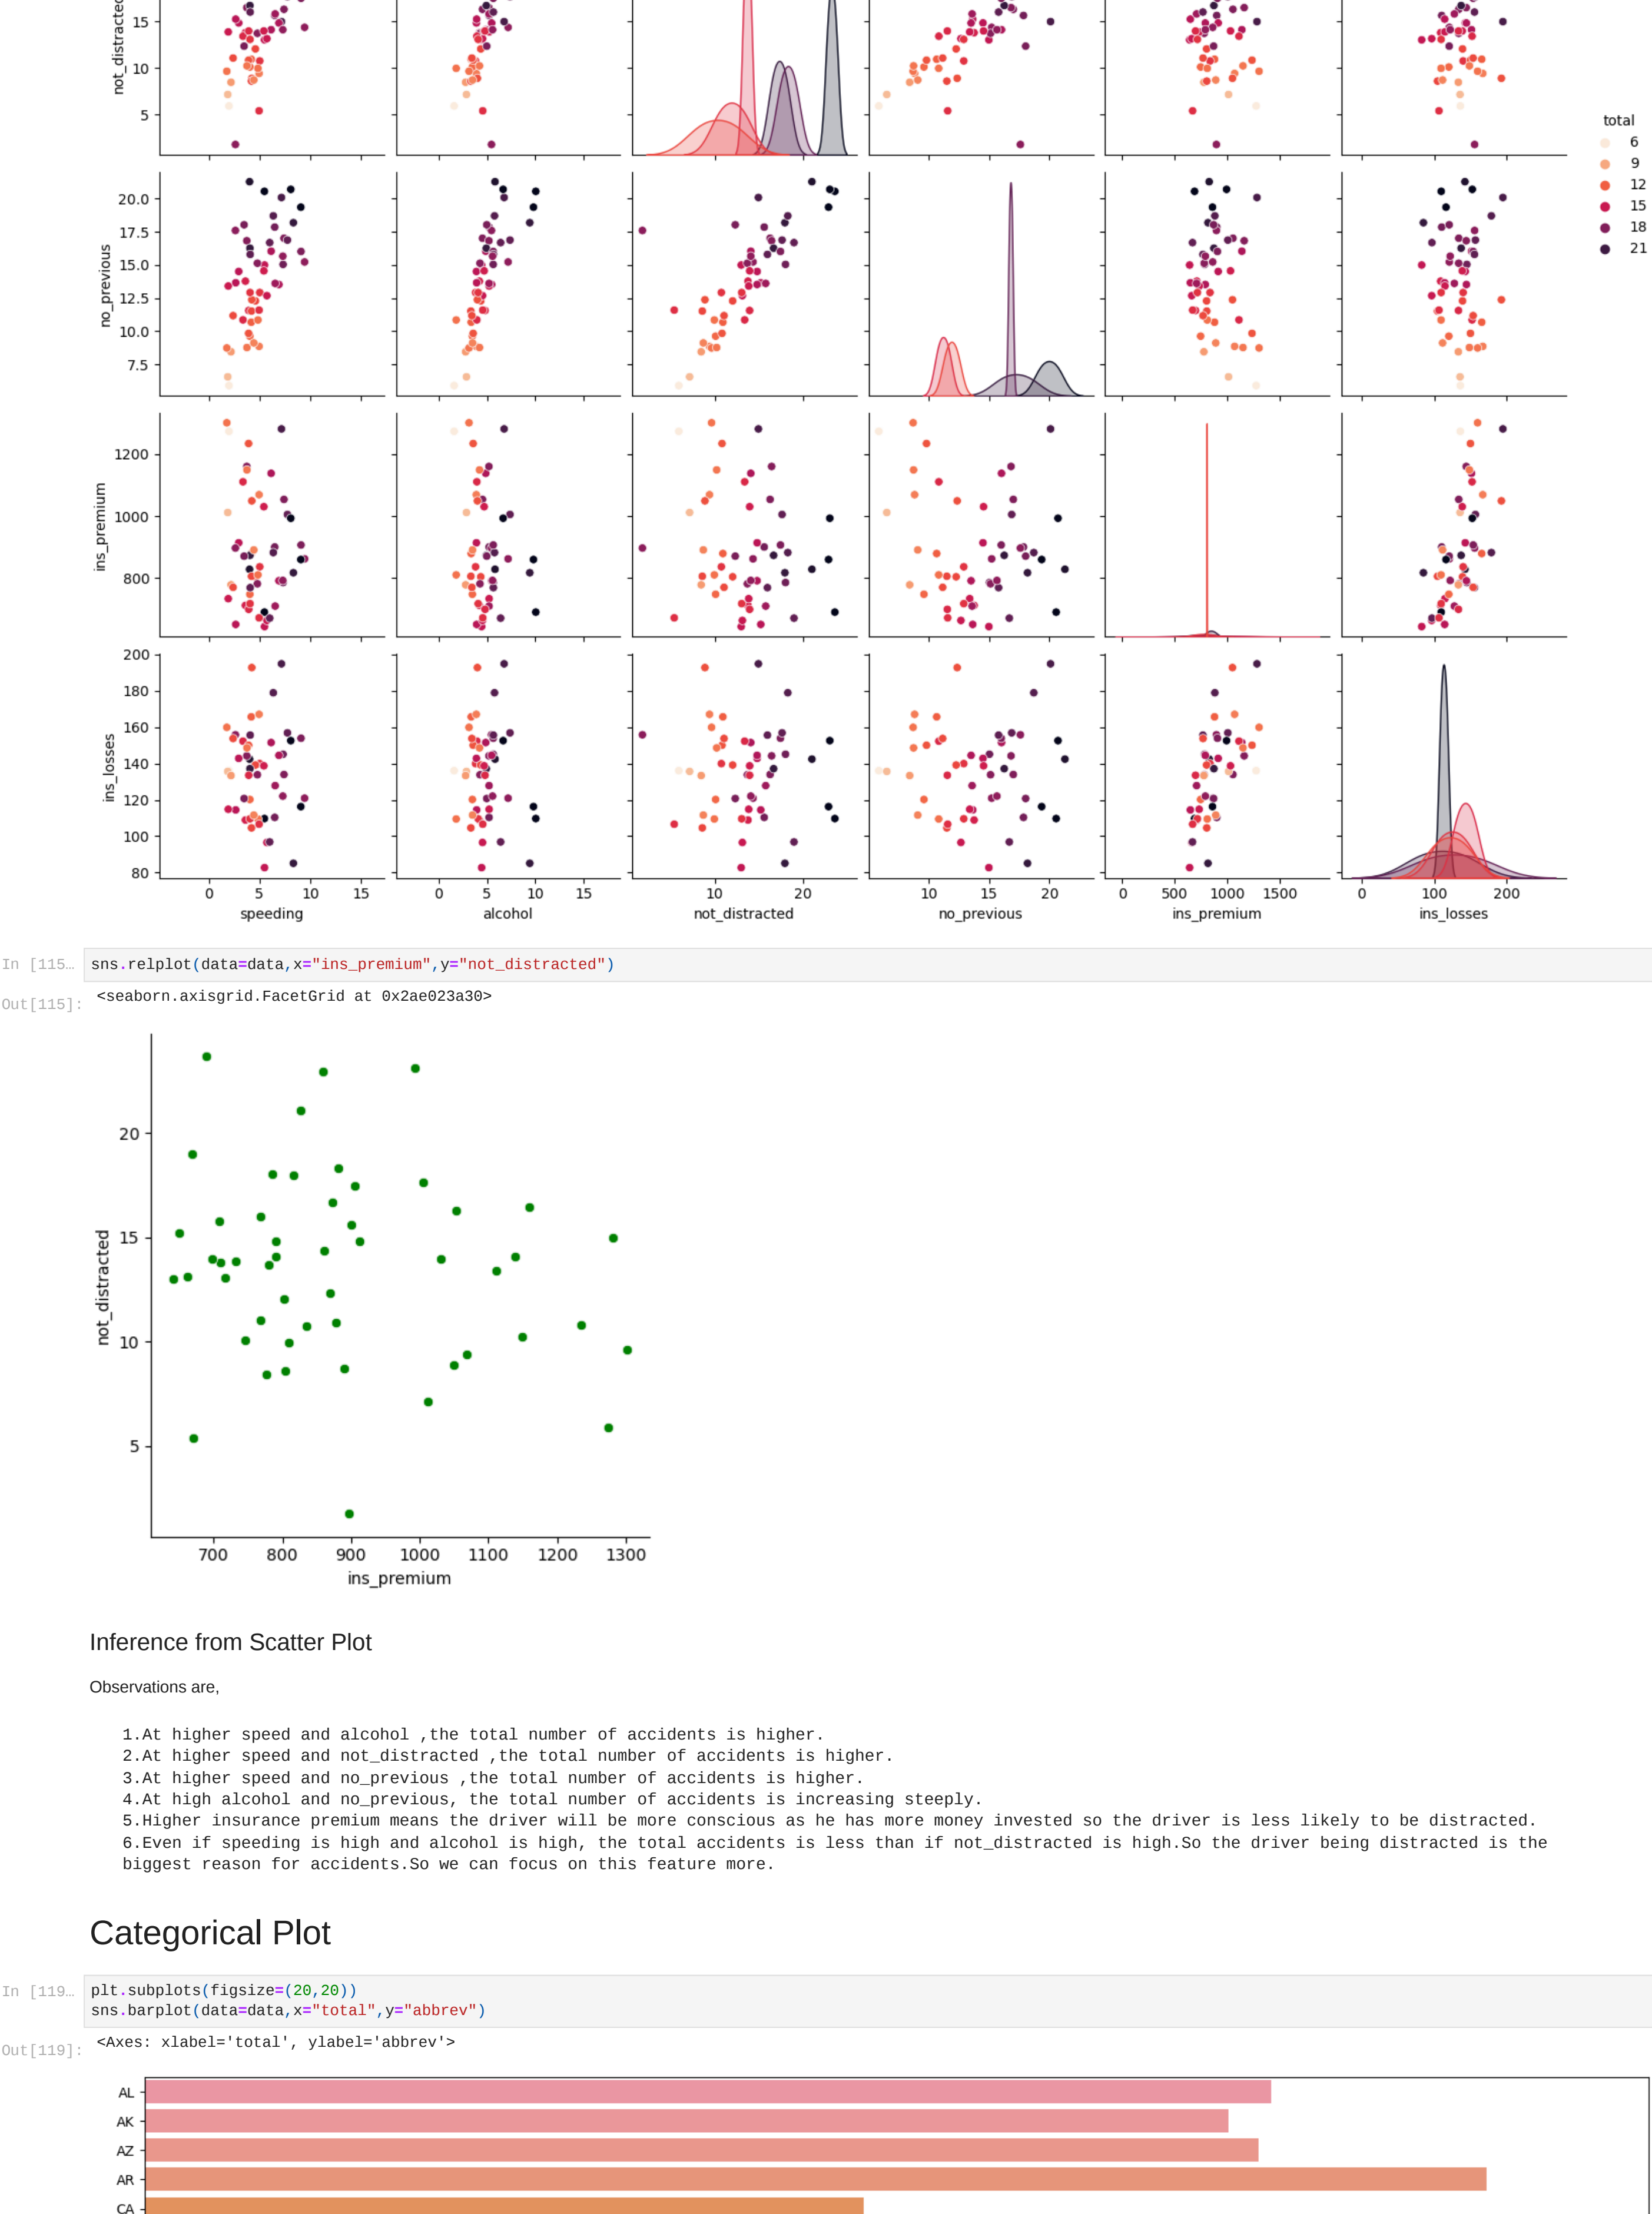 not_distracted
15
10
5
total
6
9
12
15
18
21
no_previous
20.0
17.5
15.0
12.5
10.0
7.5
ins_premium
1200
1000
800
ins_losses
200
180
160
140
120
100
80
0 5 10 15 0 5 10 15 10 20 10 20 0 500 1000 1500 0 100 200
speeding alcohol not_distracted no_previous ins_premium ins_losses
In [115… sns.relplot(data=data,x="ins_premium",y="not_distracted")
Out[115]: <seaborn.axisgrid.FacetGrid at 0x2ae023a30>
not_distracted
20
15
10
5
700 800 900 1000 1100 1200 1300
ins_premium
Inference from Scatter Plot
Observations are,
1.At higher speed and alcohol ,the total number of accidents is higher.
2.At higher speed and not_distracted ,the total number of accidents is higher.
3.At higher speed and no_previous ,the total number of accidents is higher.
4.At high alcohol and no_previous, the total number of accidents is increasing steeply.
5.Higher insurance premium means the driver will be more conscious as he has more money invested so the driver is less likely to be distracted.
6.Even if speeding is high and alcohol is high, the total accidents is less than if not_distracted is high.So the driver being distracted is the
biggest reason for accidents.So we can focus on this feature more.
Categorical Plot
In [119… plt.subplots(figsize=(20,20))
sns.barplot(data=data,x="total",y="abbrev")
Out[119]: <Axes: xlabel='total', ylabel='abbrev'>
AL
AK
AZ
AR
CA